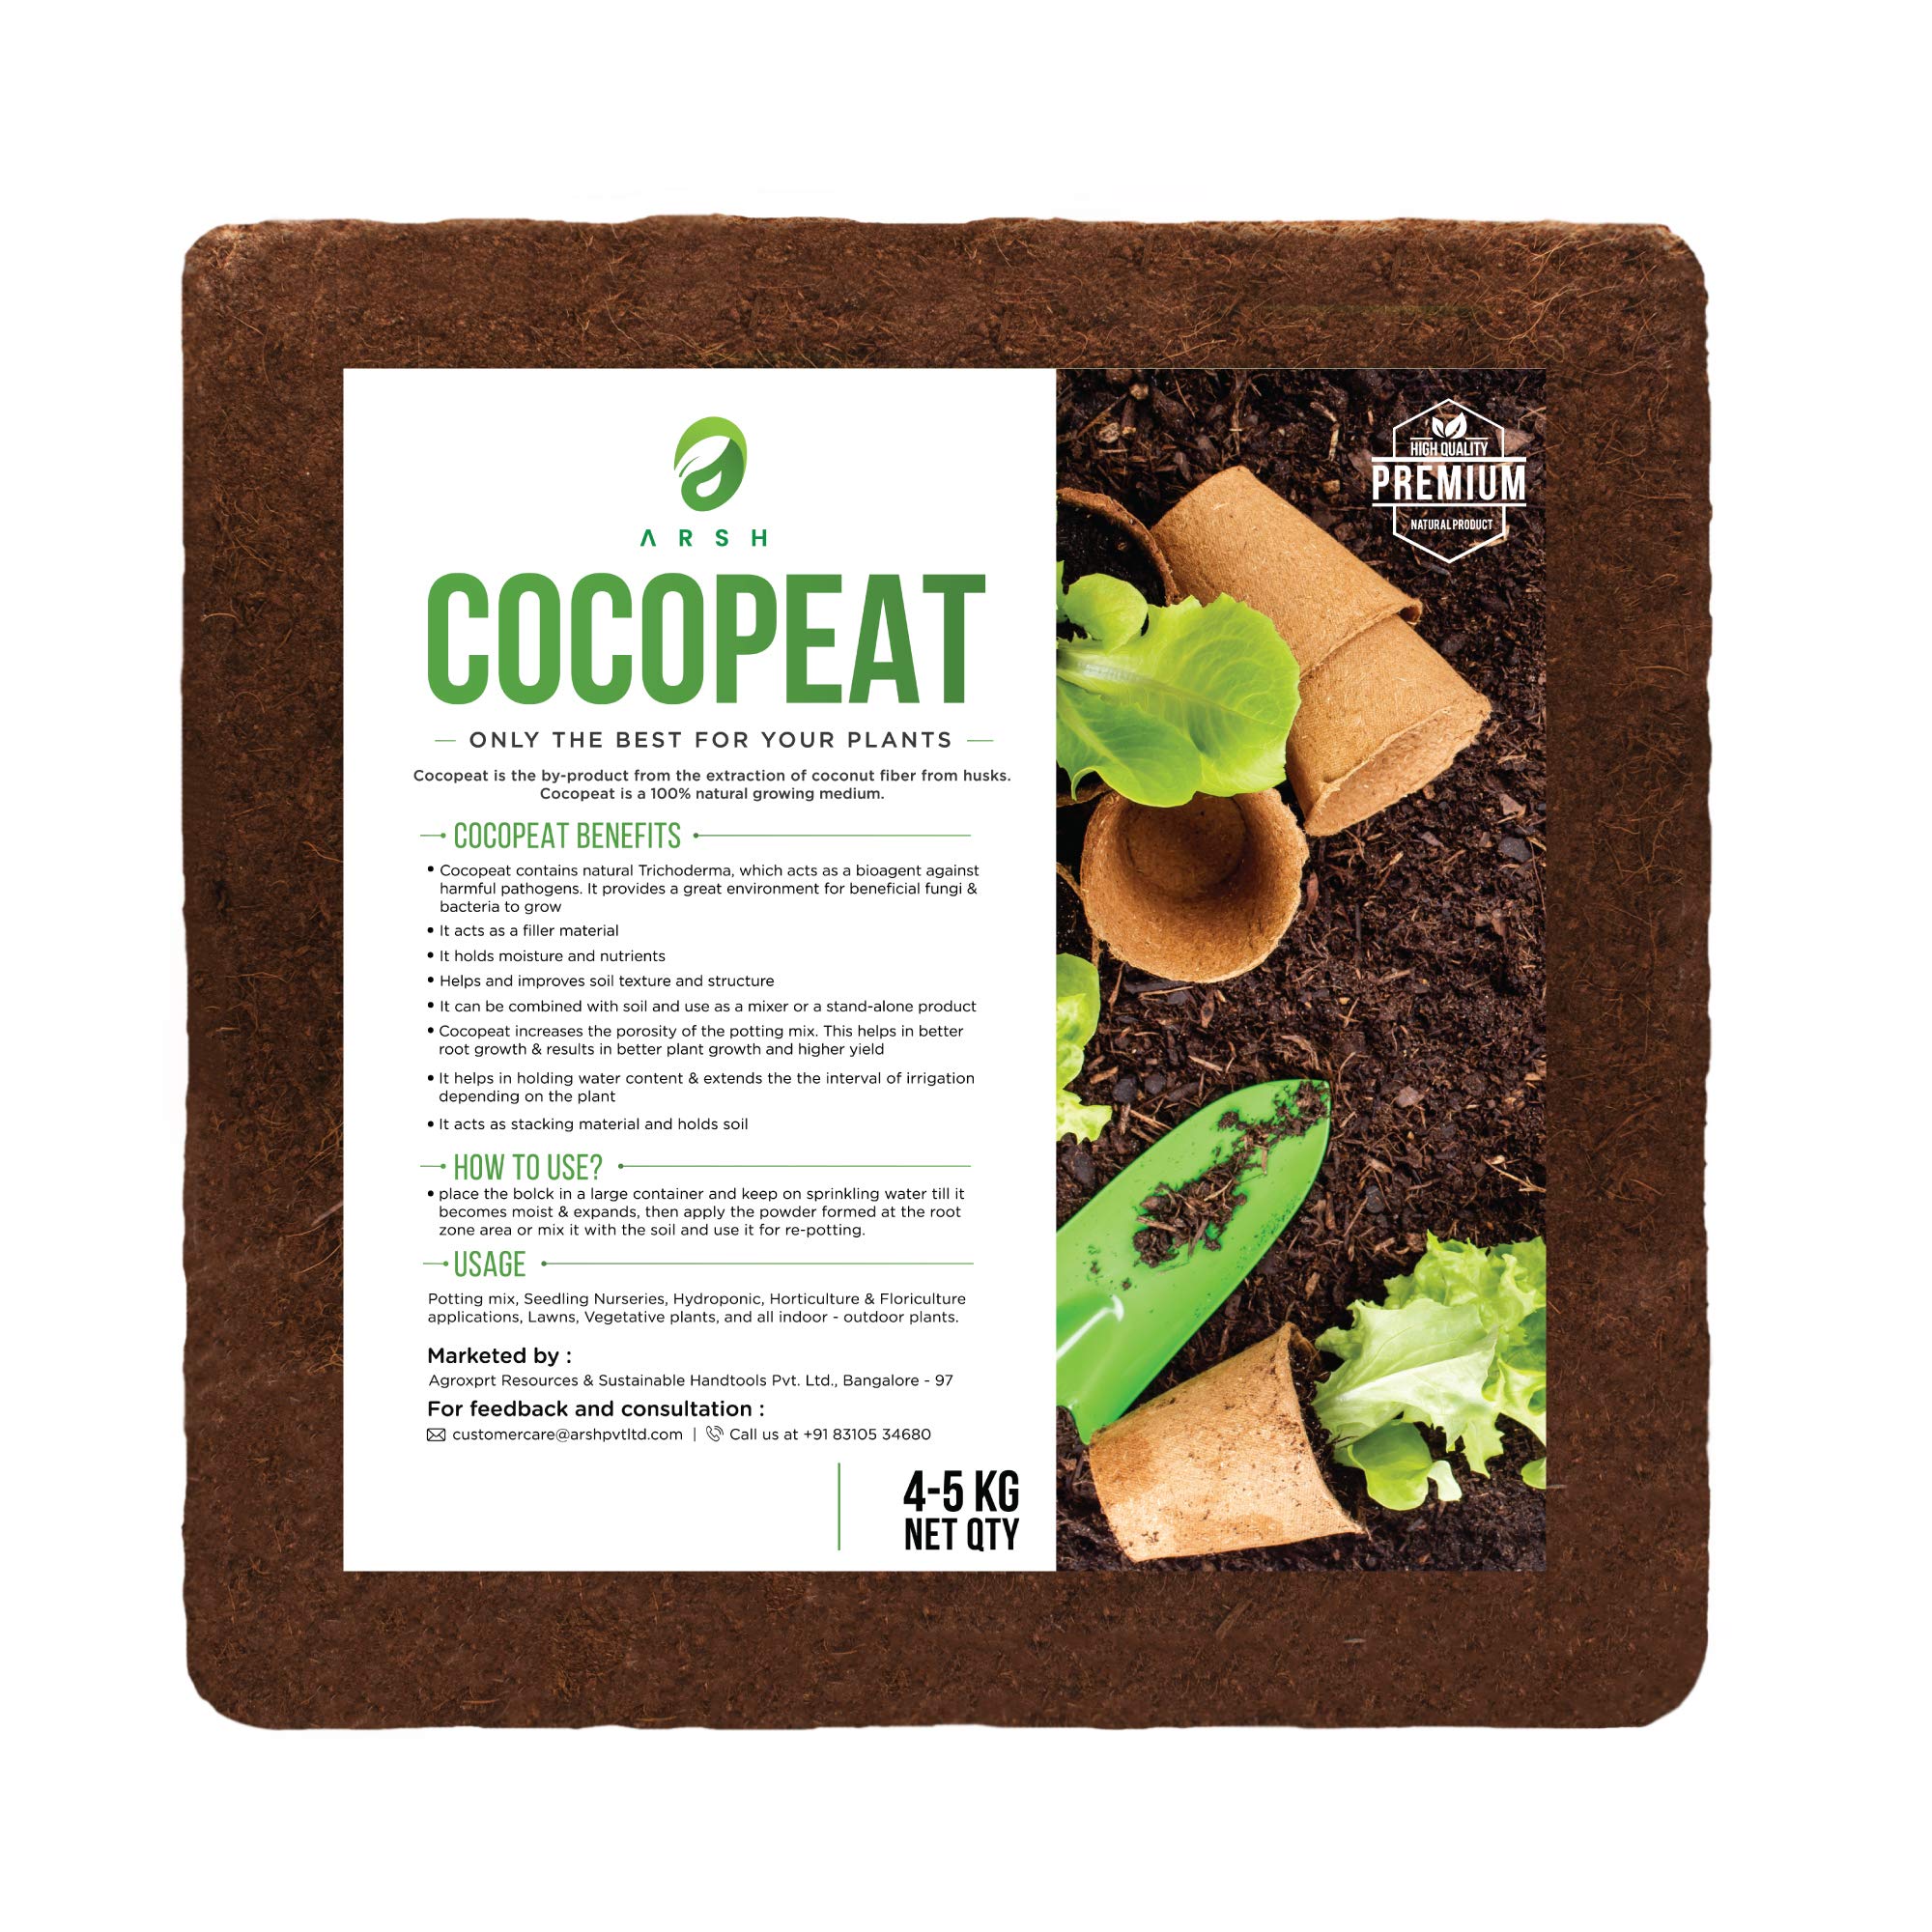 ARSH
COCOPEAT
ONLY THE BEST FOR YOUR PLANTS
Cocopeat is the by-product from the extraction of coconut fiber from husks.
Cocopeat is a 100% natural growing medium.
COCOPEAT BENEFITS
• Cocopeat contains natural Trichoderma, which acts as a bioagent against
harmful pathogens. It provides a great environment for beneficial fungi &
bacteria to grow
• It acts as a filler material
• It holds moisture and nutrients
• Helps and improves soil texture and structure
• It can be combined with soil and use as a mixer or a stand-alone product
• Cocopeat increases the porosity of the potting mix. This helps in better
root growth & results in better plant growth and higher yield
• It helps in holding water content & extends the the interval of irrigation
depending on the plant
• It acts as stacking material and holds soil
HOW TO USE?
• place the bolck in a large container and keep on sprinkling water till it
becomes moist & expands, then apply the powder formed at the root
zone area or mix it with the soil and use it for re-potting.
USAGE
Potting mix, Seedling Nurseries, Hydroponic, Horticulture & Floriculture
applications, Lawns, Vegetative plants, and all indoor - outdoor plants.
Marketed by :
Agroxprt Resources & Sustainable Handtools Pvt. Ltd., Bangalore - 97
For feedback and consultation :
customercare@arshpvtltd.com | Call us at +91 83105 34680
4-5 KG
NET QTY
HIGH QUALITY
PREMIUM
NATURAL PRODUCT